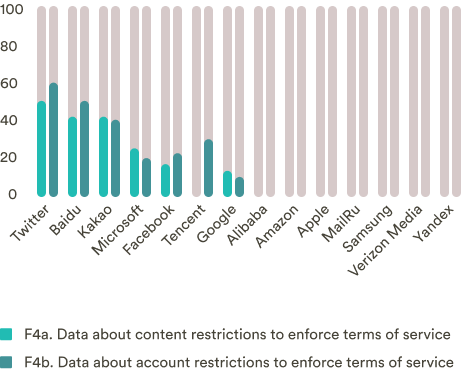 100
80
60
40
20
0
Twitter
Baidu
Kakao
Microsoft
Facebook
Tencent
Google
Alibaba
Amazon
Apple
MailRu
Samsung
Verizon Media
Yandex
F4a. Data about content restrictions to enforce terms of service
F4b. Data about account restrictions to enforce terms of service